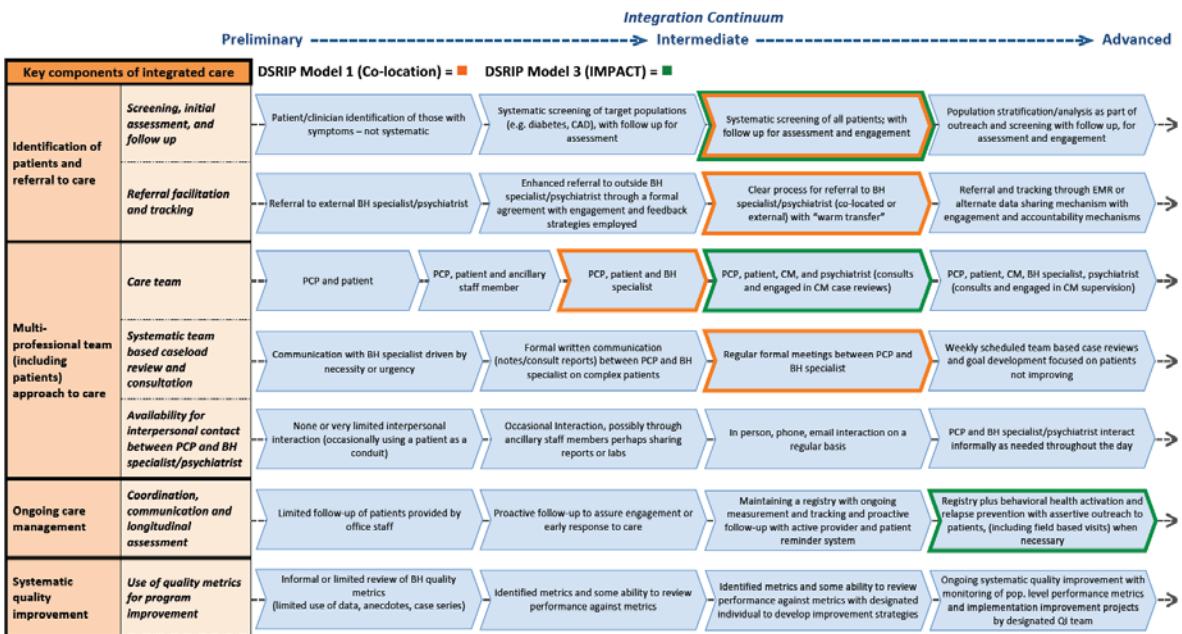 Integration Continuum
Preliminary
Intermediate
Advanced
Key components of integrated care
DSRIP Model 1 (Co-location) =
DSRIP Model 3 (IMPACT) =
Identification of
patients and
referral to care
Screening, initial
assessment, and
follow up
Patient/clinician identification of those with
symptoms – not systematic
Systematic screening of target populations
(e.g. diabetes, CAD), with follow up for
assessment
Systematic screening of all patients; with
follow up for assessment and engagement
Population stratification/analysis as part of
outreach and screening with follow up, for
assessment and engagement
Referral facilitation
and tracking
Referral to external BH specialist/psychiatrist
Enhanced referral to outside BH
specialist/psychiatrist through a formal
agreement with engagement and feedback
strategies employed
Clear process for referral to BH
specialist/psychiatrist (co-located or
external) with “warm transfer”
Referral and tracking through EMR or
alternate data sharing mechanism with
engagement and accountability mechanisms
Multi-
professional team
(including
patients)
approach to care
Care team
PCP and patient
PCP, patient and ancillary
staff member
PCP, patient and BH
specialist
PCP, patient, CM, and psychiatrist (consults
and engaged in CM case reviews)
PCP, patient, CM, BH specialist, psychiatrist
(consults and engaged in CM supervision)
Systematic team
based caseload
review and
consultation
Communication with BH specialist driven by
necessity or urgency
Formal written communication
(notes/consult reports) between PCP and BH
specialist on complex patients
Regular formal meetings between PCP and
BH specialist
Weekly scheduled team based case reviews
and goal development focused on patients
not improving
Availability for
interpersonal contact
between PCP and BH
specialist/psychiatrist
None or very limited interpersonal
interaction (occasionally using a patient as a
conduit)
Occasional Interaction, possibly through
ancillary staff members perhaps sharing
reports or labs
In person, phone, email interaction on a
regular basis
PCP and BH specialist/psychiatrist interact
informally as needed throughout the day
Ongoing care
management
Coordination,
communication and
longitudinal
assessment
Limited follow-up of patients provided by
office staff
Proactive follow-up to assure engagement or
early response to care
Maintaining a registry with ongoing
measurement and tracking and proactive
follow-up with active provider and patient
reminder system
Registry plus behavioral health activation and
relapse prevention with assertive outreach to
patients, (including field based visits) when
necessary
Systematic
quality
improvement
Use of quality metrics
for program
improvement
Informal or limited review of BH quality
metrics
(limited use of data, anecdotes, case series)
Identified metrics and some ability to review
performance against metrics
Identified metrics and some ability to review
performance against metrics with designated
individual to develop improvement strategies
Ongoing systematic quality improvement with
monitoring of pop. level performance metrics
and implementation improvement projects
by designated QI team